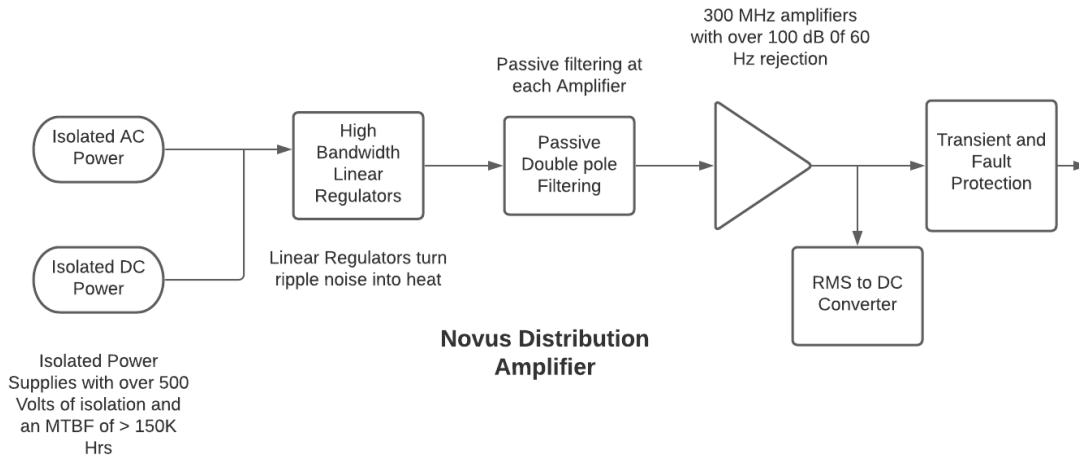 300 MHz amplifiers
with over 100 dB 0f 60
Hz rejection
Passive filtering at
each Amplifier
Isolated AC
Power
High
Bandwidth
Linear
Regulators
Passive
Double pole
Filtering
Transient and
Fault
Protection
Isolated DC
Power
Linear Regulators turn
ripple noise into heat
RMS to DC
Converter
Novus Distribution
Amplifier
Isolated Power
Supplies with over 500
Volts of isolation and
an MTBF of > 150K
Hrs